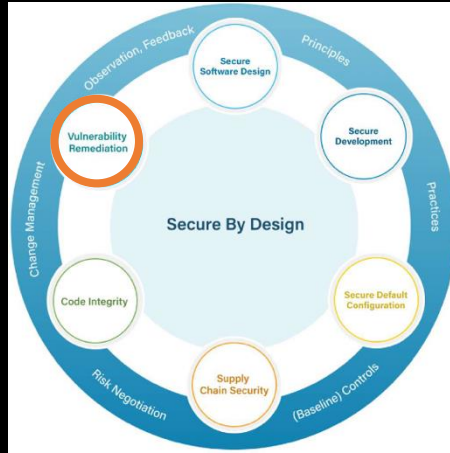 Observation, Feedback
Principles
Secure
Software Design
Vulnerability
Remediation
Secure
Development
Change Management
Practices
Secure By Design
Code Integrity
Secure Default
Configuration
Supply
Chain Security
Risk Negotiation
(Baseline) Controls